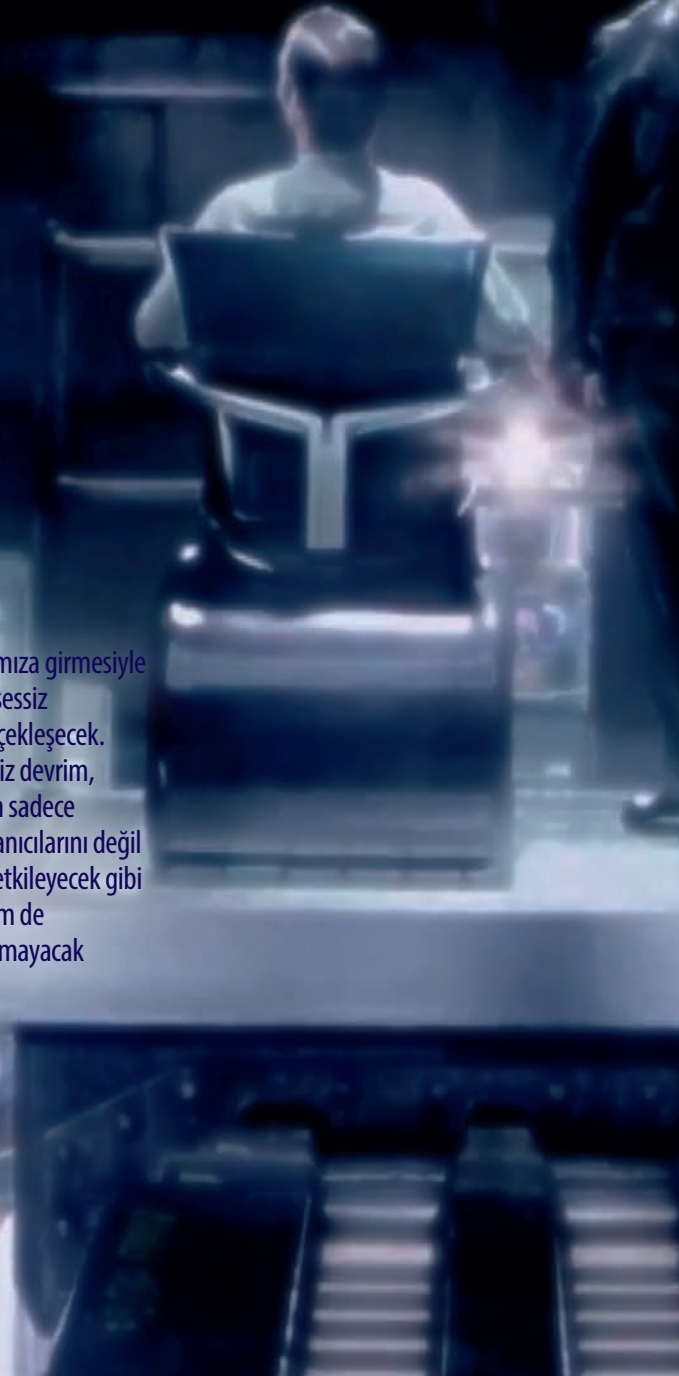 mıza girmesiyle
sessiz
çekleşecek.
iz devrim,
n sadece
anıcılarını değil
etkileyecek gibi
m de
mayacak